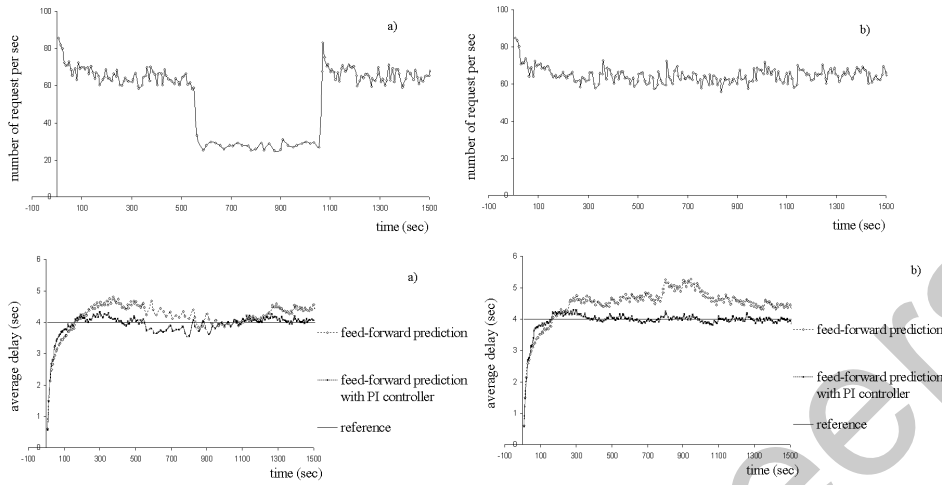 a)
number of request per sec
100
80
60
40
20
0
-100 100 300 500 700 900 1100 1300 1500
time (sec)
b)
number of request per sec
100
80
60
40
20
0
-100 100 300 500 700 900 1100 1300 1500
time (sec)
a)
average delay (sec)
6
5
4
3
2
1
0
-100 100 300 500 700 900 1100 1300 1500
time (sec)
feed-forward prediction
feed-forward prediction
with PI controller
reference
b)
average delay (sec)
6
5
4
3
2
1
0
-100 100 300 500 700 900 1100 1300 1500
time (sec)
feed-forward prediction
feed-forward prediction
with PI controller
reference
eers